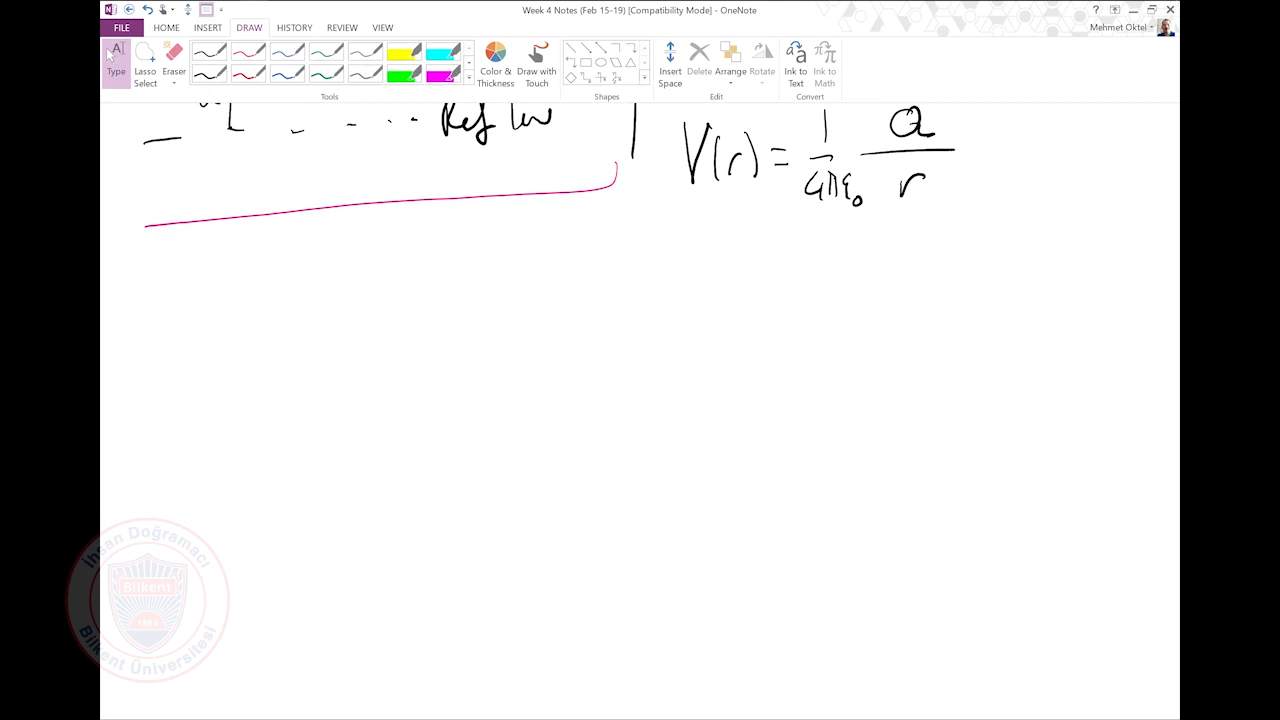 Week 4 Notes (Feb 15-19) [Compatibility Mode] - OneNote
FILE HOME INSERT DRAW HISTORY REVIEW VIEW
Mehmet Oktel
Type
Lasso Select
Eraser
Color & Thickness
Draw with Touch
Insert Space
Delete
Arrange
Rotate
Ink to Text
Ink to Math
Tools Shapes Edit Convert
V(r) = 1/4πε₀ Q/r
İhsan Doğramacı
Bilkent
1984
Bilkent Üniversitesi